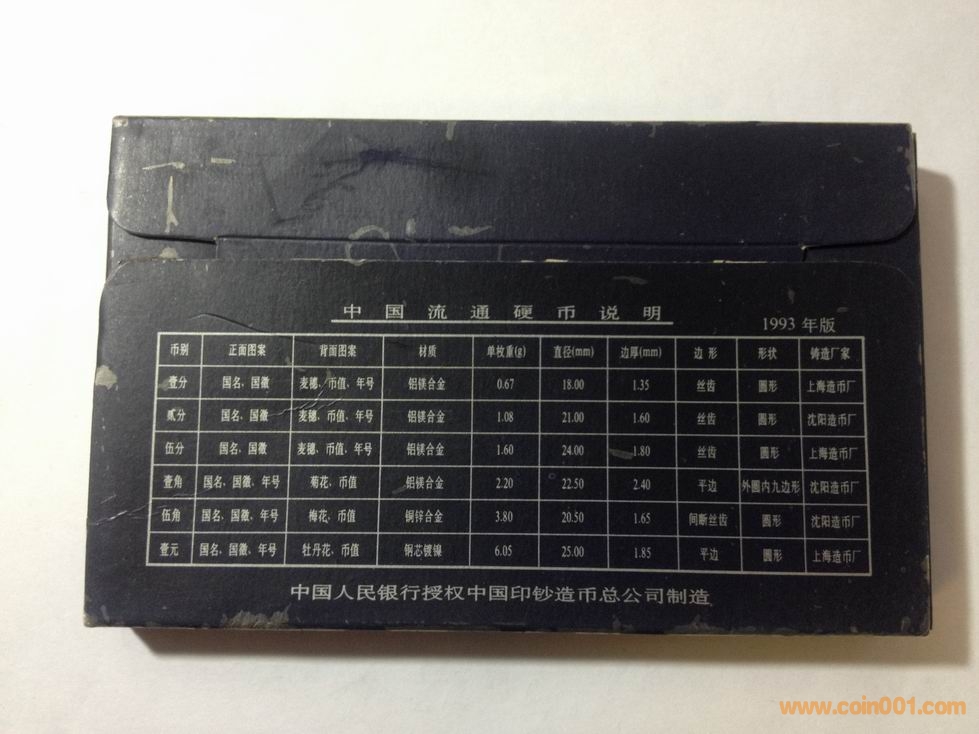 中国流通硬币说明
1993 年版
币别 正面图案 背面图案 材质 单枚重(g) 直径(mm) 边厚(mm) 边形 形状 铸造厂家
壹分 国名、国徽 麦穗、币值、年号 铝镁合金 0.67 18.00 1.35 丝齿 圆形 上海造币厂
贰分 国名、国徽 麦穗、币值、年号 铝镁合金 1.08 21.00 1.60 丝齿 圆形 沈阳造币厂
伍分 国名、国徽 麦穗、币值、年号 铝镁合金 1.60 24.00 1.80 丝齿 圆形 上海造币厂
壹角 国名、国徽、年号 菊花、币值 铝镁合金 2.20 22.50 2.40 平边 外圆内九边形 沈阳造币厂
伍角 国名、国徽、年号 梅花、币值 铜锌合金 3.80 20.50 1.65 间断丝齿 圆形 沈阳造币厂
壹元 国名、国徽、年号 牡丹花、币值 钢芯镀镍 6.05 25.00 1.85 平边 圆形 上海造币厂
中国人民银行授权中国印钞造币总公司制造
www.coin001.com